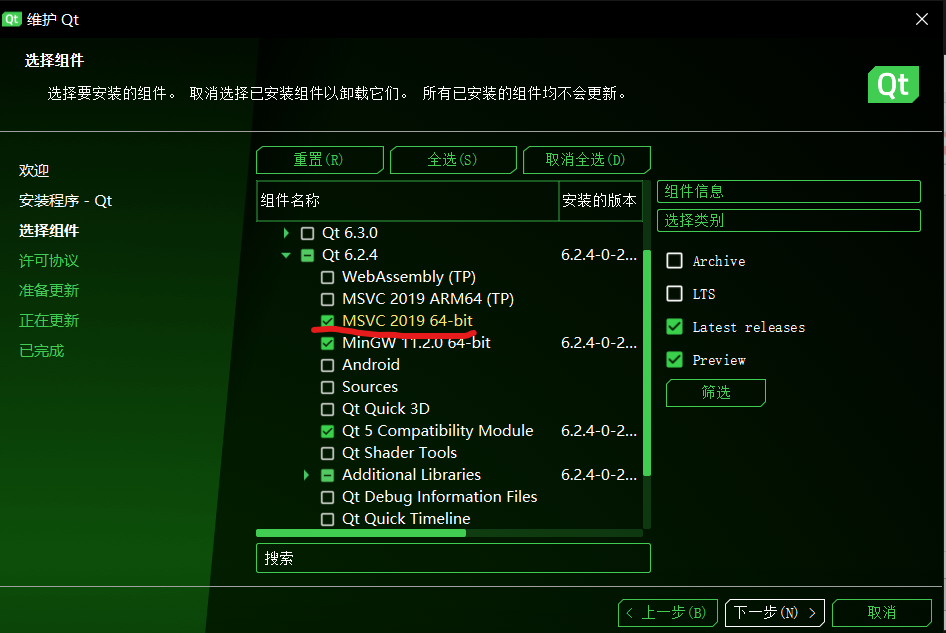 Qt 维护 Qt
选择组件
选择要安装的组件。 取消选择已安装组件以卸载它们。 所有已安装的组件均不会更新。
Qt
欢迎
安装程序 - Qt
选择组件
许可协议
准备更新
正在更新
已完成
重置(R) 全选(S) 取消全选(D)
组件名称 安装的版本
Qt 6.3.0
Qt 6.2.4 6.2.4-0-2...
WebAssembly (TP)
MSVC 2019 ARM64 (TP)
MSVC 2019 64-bit
MinGW 11.2.0 64-bit 6.2.4-0-2...
Android
Sources
Qt Quick 3D
Qt 5 Compatibility Module 6.2.4-0-2...
Qt Shader Tools
Additional Libraries 6.2.4-0-2...
Qt Debug Information Files
Qt Quick Timeline
搜索
组件信息
选择类别
Archive
LTS
Latest releases
Preview
筛选
上一步(B) 下一步(N) 取消